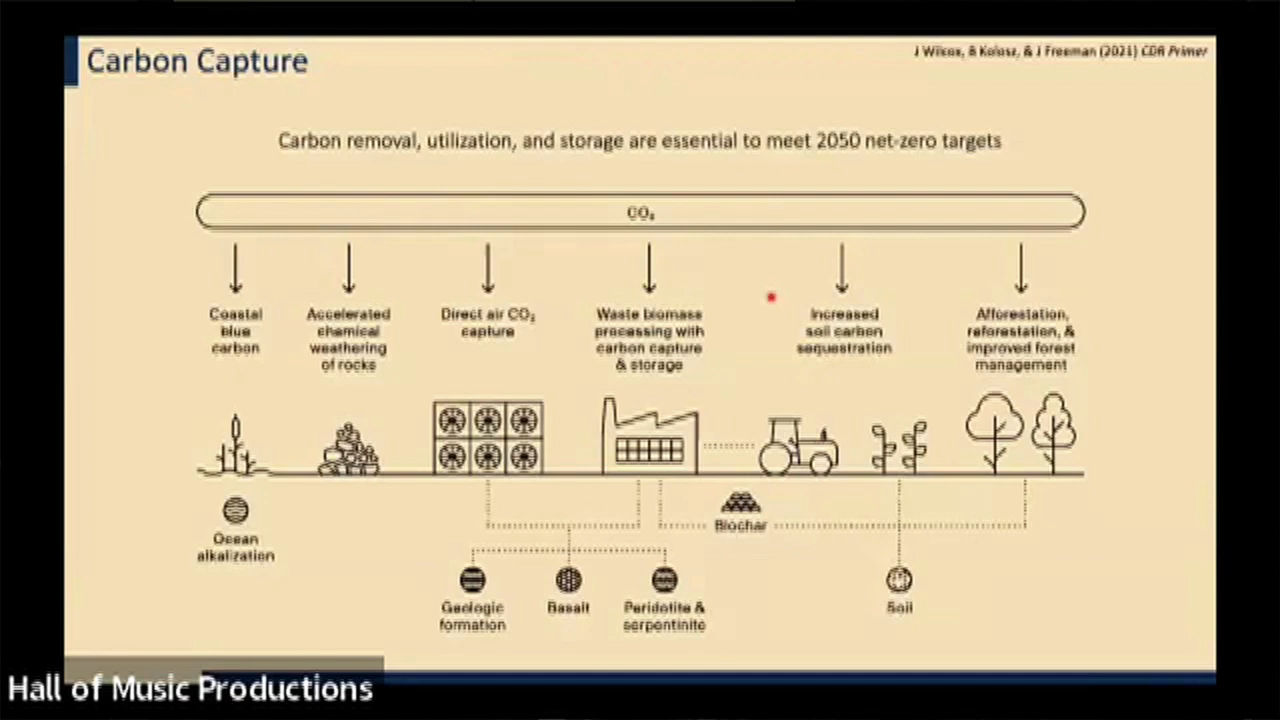 Carbon Capture
J Wilcox, B Kolosz, & J Freeman (2021) CDR Primer
Carbon removal, utilization, and storage are essential to meet 2050 net-zero targets
CO₂
Coastal
blue
carbon
Accelerated
chemical
weathering
of rocks
Direct air CO₂
capture
Waste biomass
processing with
carbon capture
& storage
Increased
soil carbon
sequestration
Afforestation,
reforestation, &
improved forest
management
Ocean
alkalization
Biochar
Geologic
formation
Basalt
Peridotite &
serpentinite
Soil
Hall of Music Productions